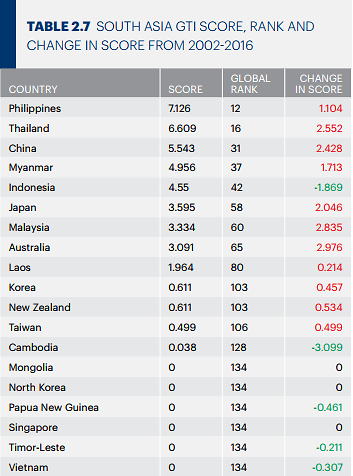 TABLE 2.7 SOUTH ASIA GTI SCORE, RANK AND
CHANGE IN SCORE FROM 2002-2016
COUNTRY SCORE GLOBAL RANK CHANGE IN SCORE
Philippines 7.126 12 1.104
Thailand 6.609 16 2.552
China 5.543 31 2.428
Myanmar 4.956 37 1.713
Indonesia 4.55 42 -1.869
Japan 3.595 58 2.046
Malaysia 3.334 60 2.835
Australia 3.091 65 2.976
Laos 1.964 80 0.214
Korea 0.611 103 0.457
New Zealand 0.611 103 0.534
Taiwan 0.499 106 0.499
Cambodia 0.038 128 -3.099
Mongolia 0 134 0
North Korea 0 134 0
Papua New Guinea 0 134 -0.461
Singapore 0 134 0
Timor-Leste 0 134 -0.211
Vietnam 0 134 -0.307